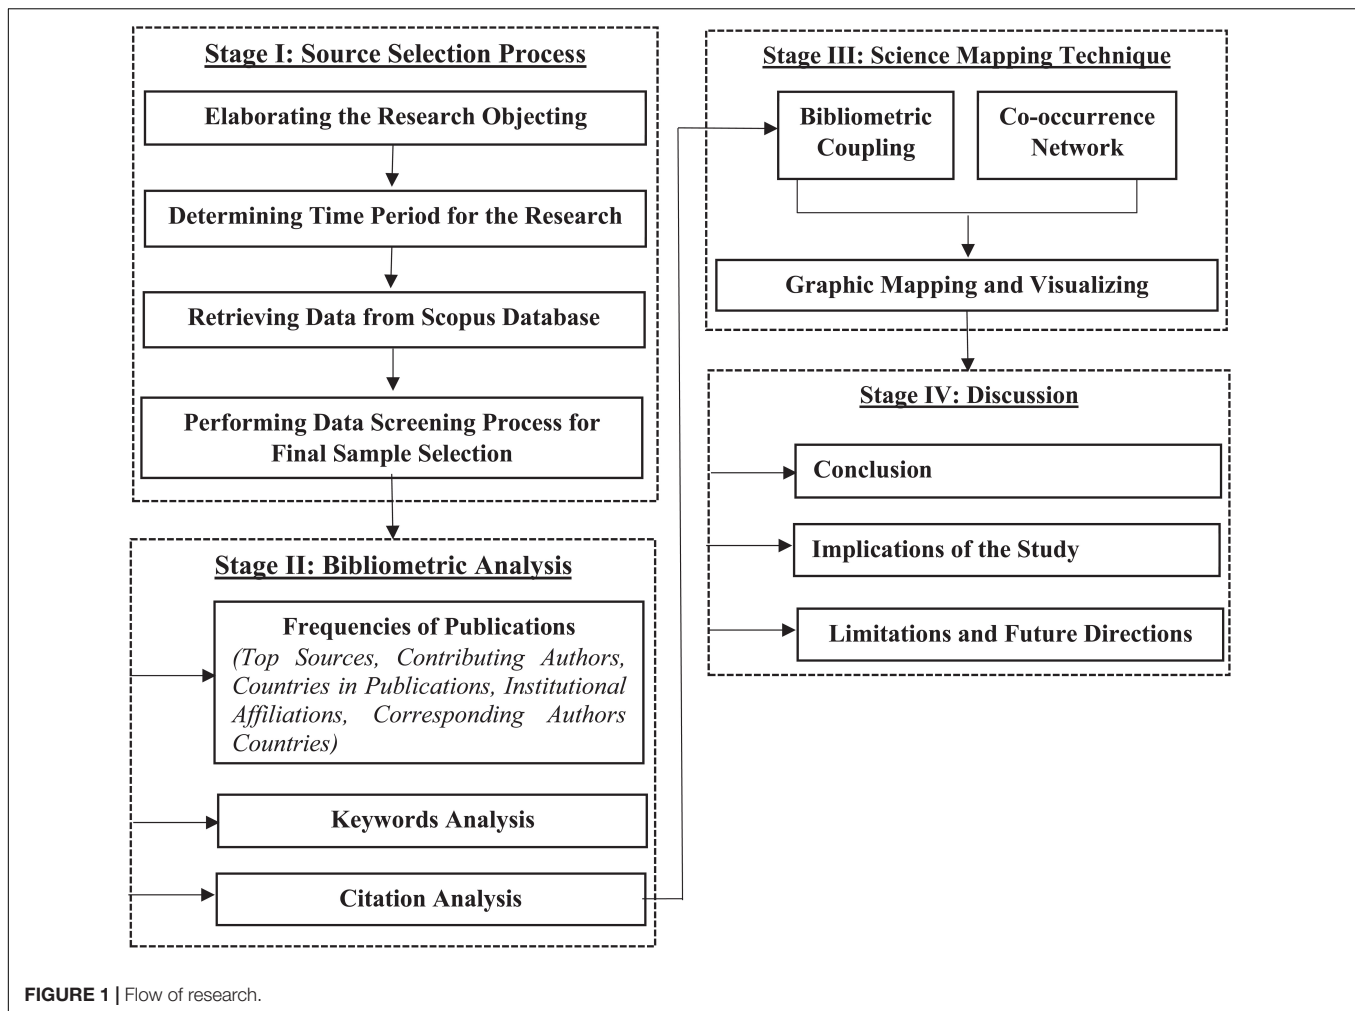 Stage I: Source Selection Process
Elaborating the Research Objecting
Determining Time Period for the Research
Retrieving Data from Scopus Database
Performing Data Screening Process for
Final Sample Selection
Stage II: Bibliometric Analysis
Frequencies of Publications
(Top Sources, Contributing Authors,
Countries in Publications, Institutional
Affiliations, Corresponding Authors
Countries)
Keywords Analysis
Citation Analysis
Stage III: Science Mapping Technique
Bibliometric
Coupling
Co-occurrence
Network
Graphic Mapping and Visualizing
Stage IV: Discussion
Conclusion
Implications of the Study
Limitations and Future Directions
FIGURE 1 | Flow of research.